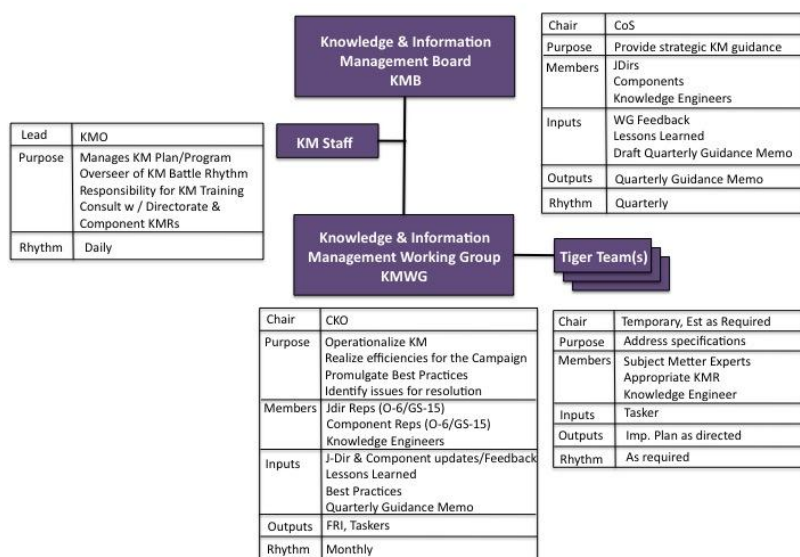 Knowledge & Information
Management Board
KMB
Chair CoS
Purpose Provide strategic KM guidance
Members JDirs
Components
Knowledge Engineers
Inputs WG Feedback
Lessons Learned
Draft Quarterly Guidance Memo
Outputs Quarterly Guidance Memo
Rhythm Quarterly
KM Staff
Lead KMO
Purpose Manages KM Plan/Program
Overseer of KM Battle Rhythm
Responsibility for KM Training
Consult w / Directorate &
Component KMRs
Rhythm Daily
Knowledge & Information
Management Working Group
KMWG
Tiger Team(s)
Chair CKO
Purpose Operationalize KM
Realize efficiencies for the Campaign
Promulgate Best Practices
Identify issues for resolution
Members Jdir Reps (O-6/GS-15)
Component Reps (O-6/GS-15)
Knowledge Engineers
Inputs J-Dir & Component updates/Feedback
Lessons Learned
Best Practices
Quarterly Guidance Memo
Outputs FRI, Taskers
Rhythm Monthly
Chair Temporary, Est as Required
Purpose Address specifications
Members Subject Metter Experts
Appropriate KMR
Knowledge Engineer
Inputs Tasker
Outputs Imp. Plan as directed
Rhythm As required